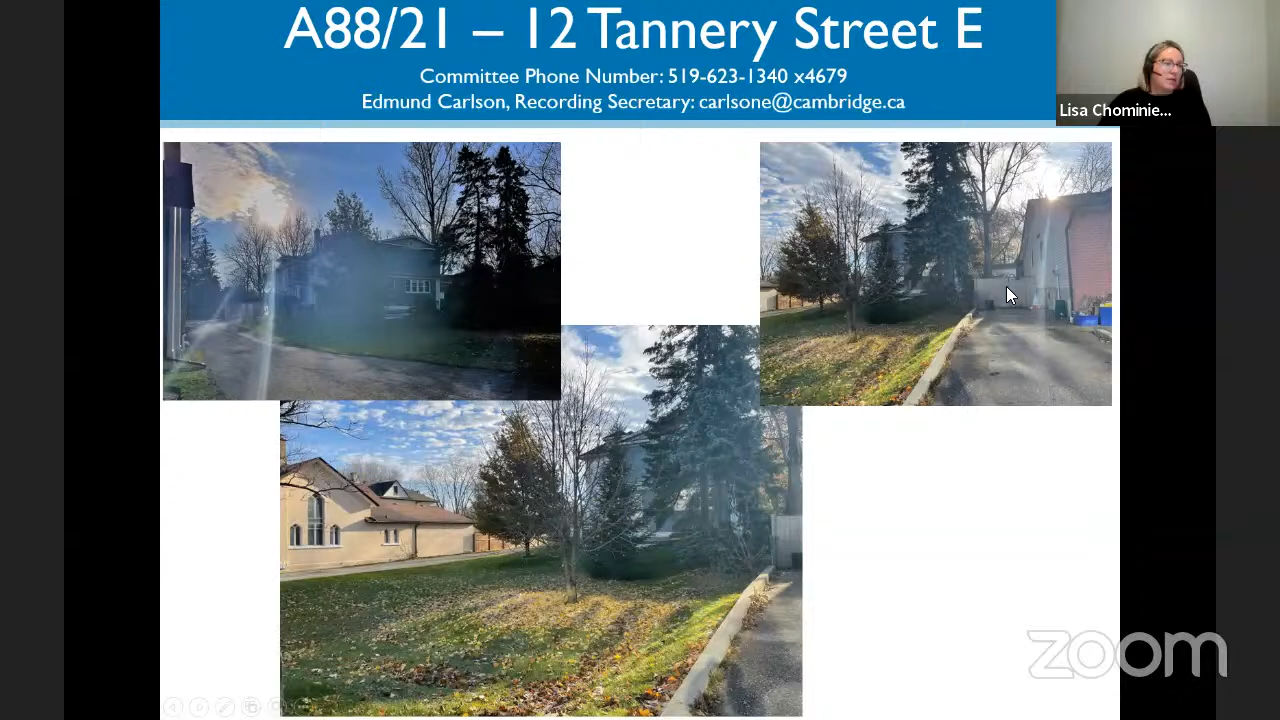 A88/21 – 12 Tannery Street E
Committee Phone Number: 519-623-1340 x4679
Edmund Carlson, Recording Secretary: carlsone@cambridge.ca
Lisa Chominie...
zoom